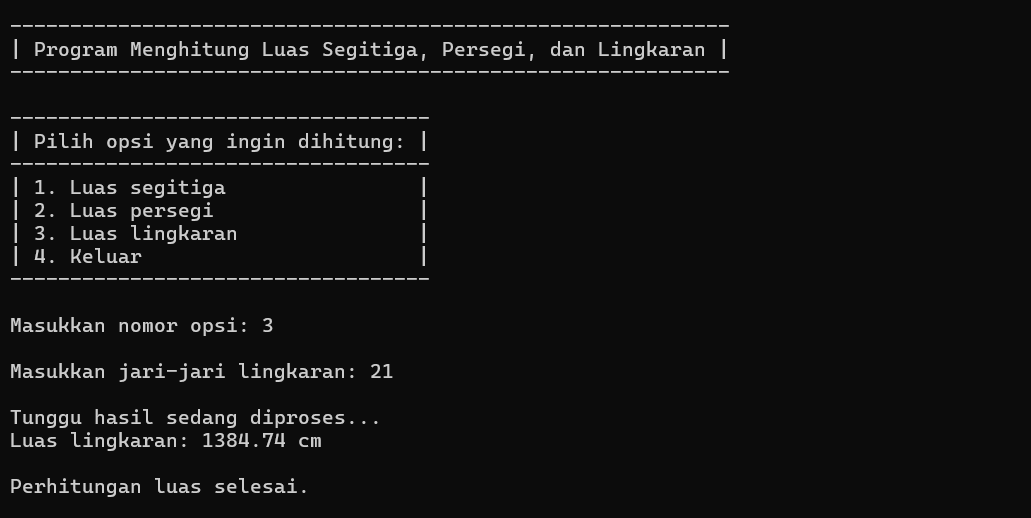 ------------------------------------------------------------
| Program Menghitung Luas Segitiga, Persegi, dan Lingkaran |
------------------------------------------------------------
-----------------------------------
| Pilih opsi yang ingin dihitung: |
-----------------------------------
| 1. Luas segitiga                |
| 2. Luas persegi                 |
| 3. Luas lingkaran               |
| 4. Keluar                       |
-----------------------------------
Masukkan nomor opsi: 3
Masukkan jari-jari lingkaran: 21
Tunggu hasil sedang diproses...
Luas lingkaran: 1384.74 cm
Perhitungan luas selesai.